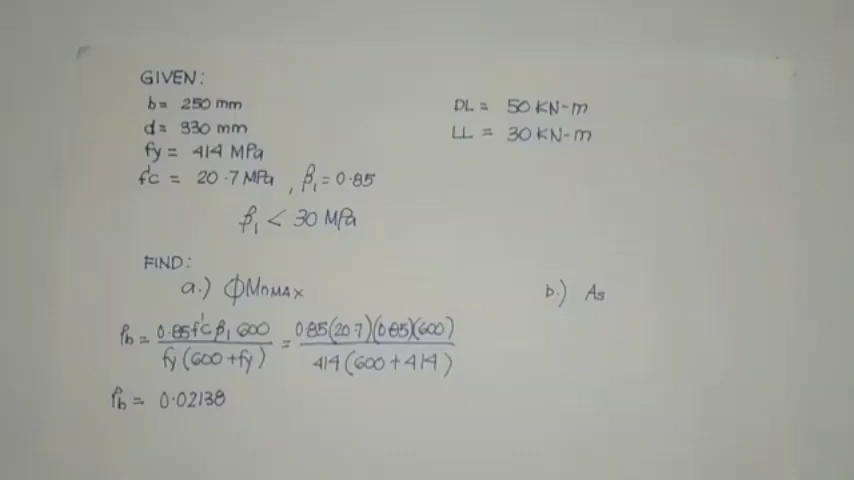 GIVEN:
b= 250 mm
d= 330 mm
fy= 414 MPa
f'c = 20.7 MPa , β₁=0.85
β₁ < 30 MPa
DL= 50 KN-m
LL = 30 KN-m
FIND:
a.) ϕMnMAX
b.) As
ρb = 0.85f'c β₁ 600 / fy(600+fy) = 0.85(20.7)(0.85)(600) / 414(600+414)
ρb = 0.02138